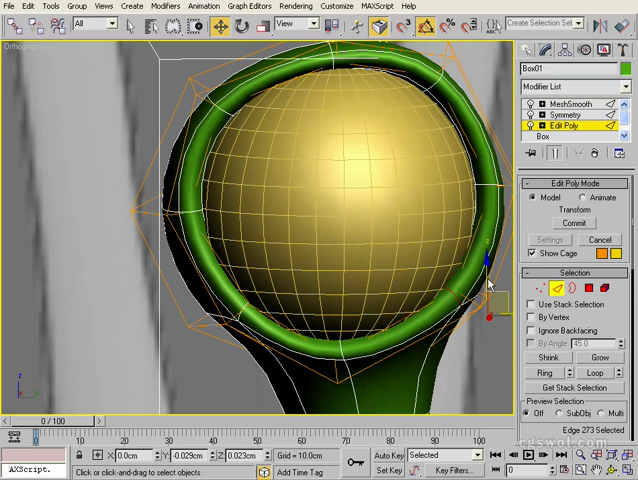 File Edit Tools Group Views Create Modifiers Animation Graph Editors Rendering Customize MAXScript Help
All View Create Selection Set
Orthographic
Box01
Modifier List
MeshSmooth
Symmetry
Edit Poly
Box
Edit Poly Mode
Model Animate
Transform
Commit
Settings Cancel
Show Cage
Selection
Use Stack Selection
By Vertex
Ignore Backfacing
By Angle: 45.0
Shrink Grow
Ring Loop
Get Stack Selection
Preview Selection
Off SubObj Multi
Edge 273 Selected
cgswot.com
z
z
x
0 / 100
0 10 20 30 40 50 60 70 80 90 100
X: 0.0cm Y: -0.029cm Z: 0.023cm Grid = 10.0cm Auto Key Selected
AXScript. Click or click-and-drag to select objects Add Time Tag Set Key Key Filters... 0